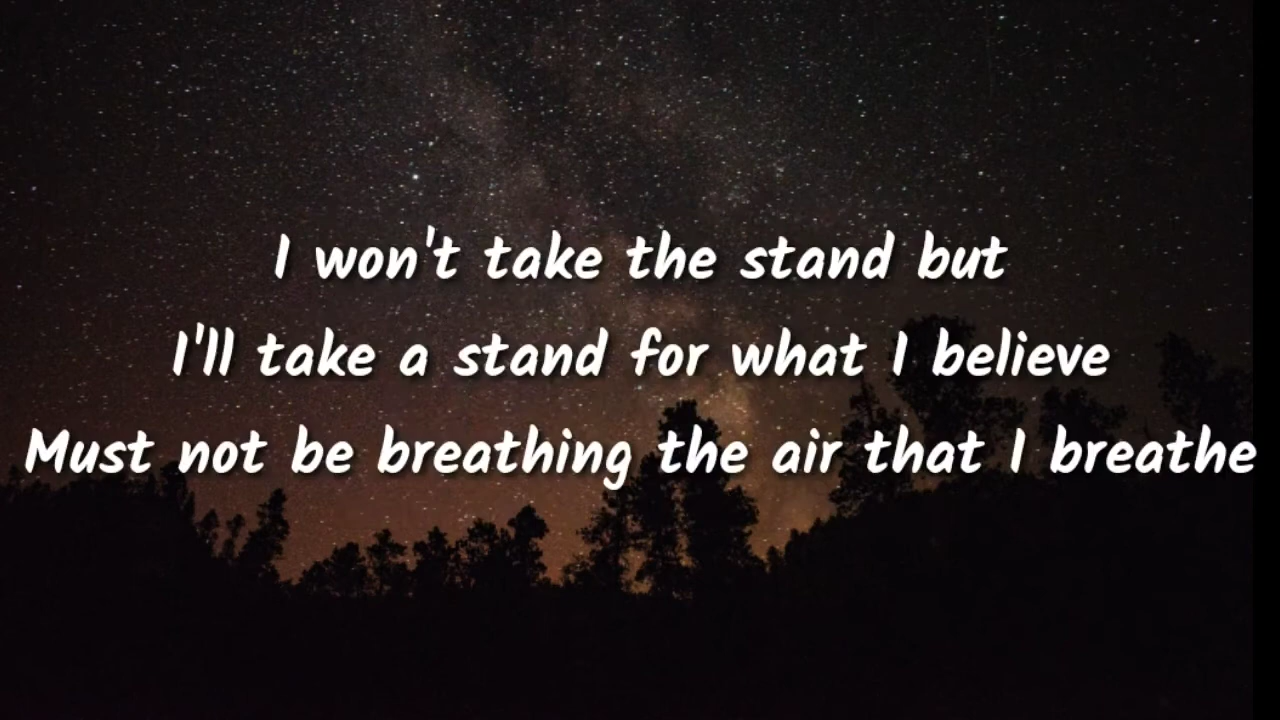 I won't take the stand but
I'll take a stand for what I believe
Must not be breathing the air that I breathe